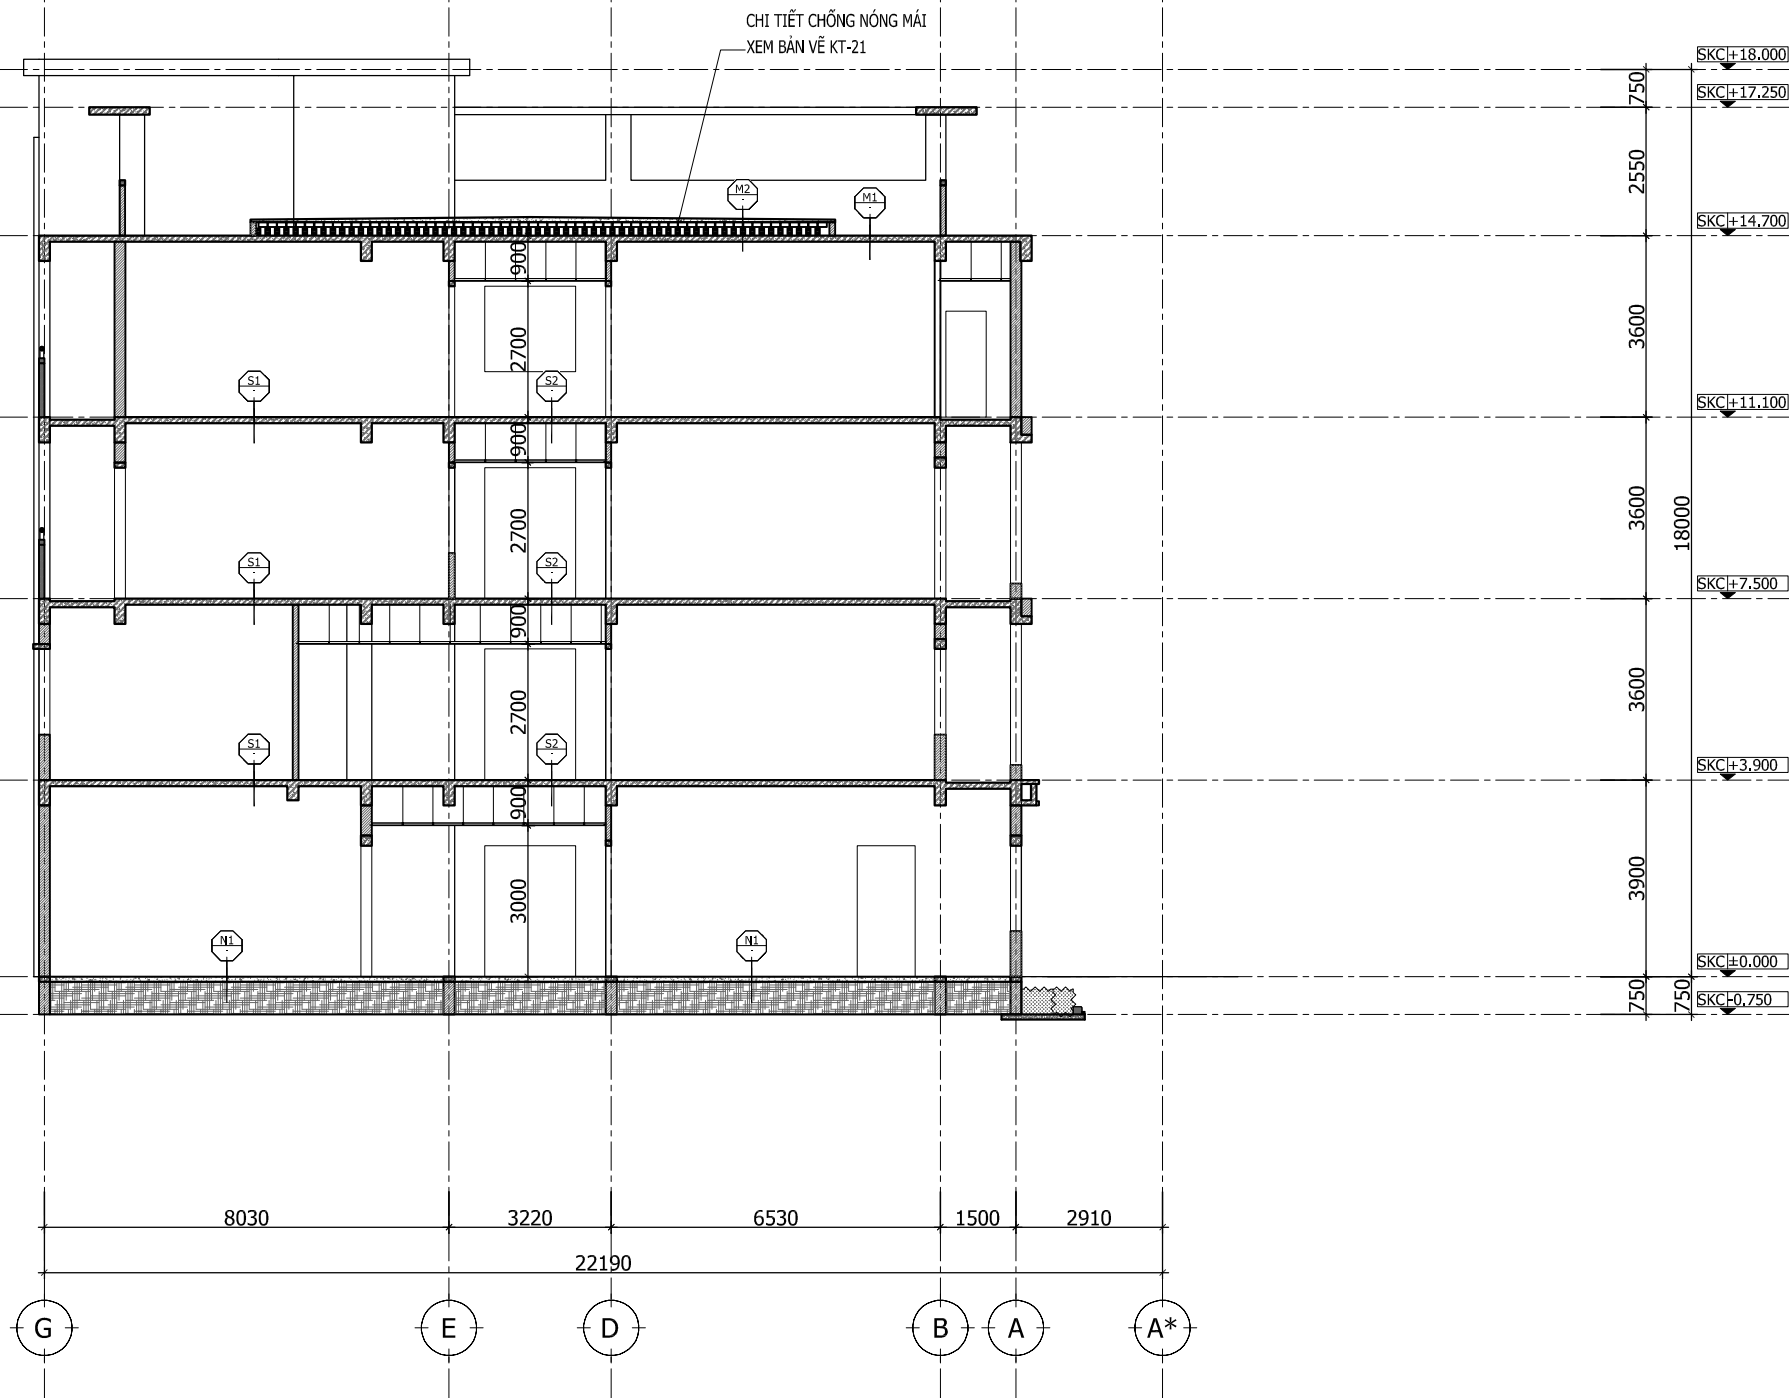 CHI TIẾT CHỐNG NÓNG MÁI
XEM BẢN VẼ KT-21
SKC+18.000
750
SKC+17.250
2550
M2
M1
SKC+14.700
900
3600
2700
S1
S2
SKC+11.100
900
3600
2700
18000
S1
S2
SKC+7.500
900
3600
2700
S1
S2
SKC+3.900
900
3900
3000
N1
N1
SKC±0.000
750
750
SKC-0.750
8030
3220
6530
1500
2910
22190
G
E
D
B
A
A*